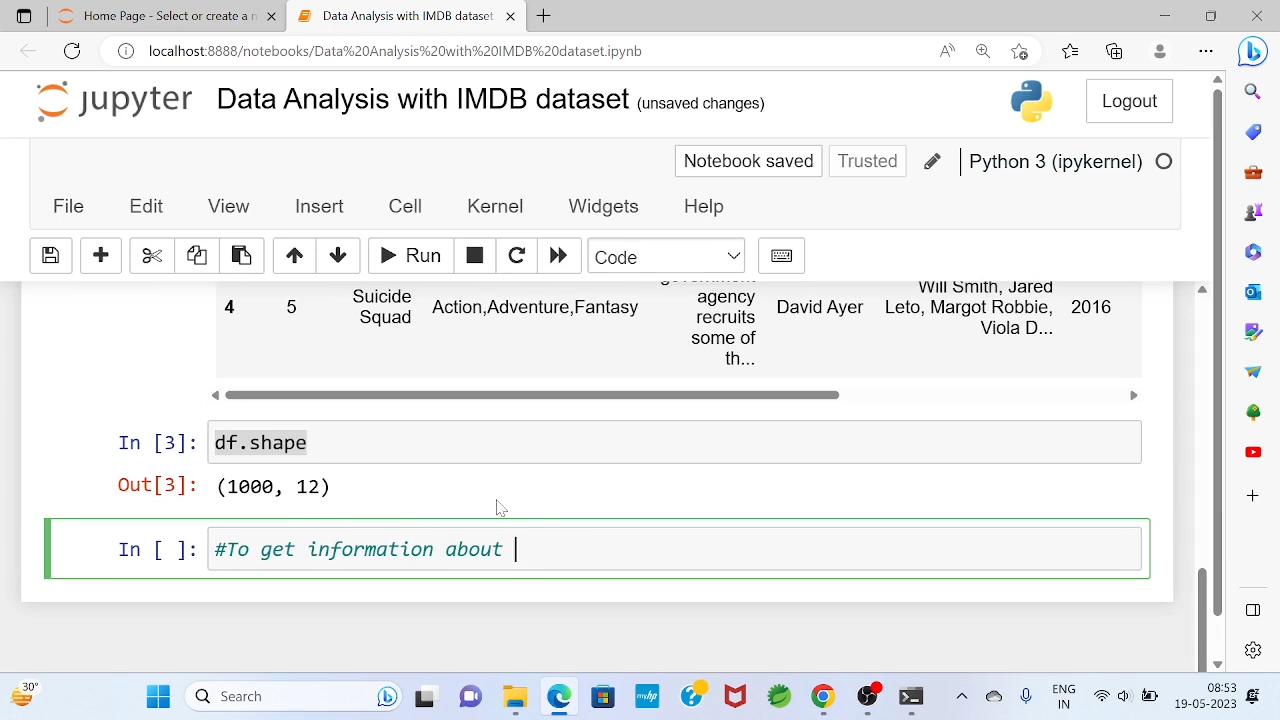 Home Page - Select or create a n
Data Analysis with IMDB dataset
localhost:8888/notebooks/Data%20Analysis%20with%20IMDB%20dataset.ipynb
jupyter Data Analysis with IMDB dataset (unsaved changes)
Logout
Notebook saved Trusted Python 3 (ipykernel)
File Edit View Insert Cell Kernel Widgets Help
Run Code
4 5 Suicide Squad Action,Adventure,Fantasy
agency
recruits
some of
th...
David Ayer
Will Smith, Jared
Leto, Margot Robbie,
Viola D...
2016
In [3]: df.shape
Out[3]: (1000, 12)
In [ ]: #To get information about
30°
Search
ENG
IN
08:53
19-05-2023